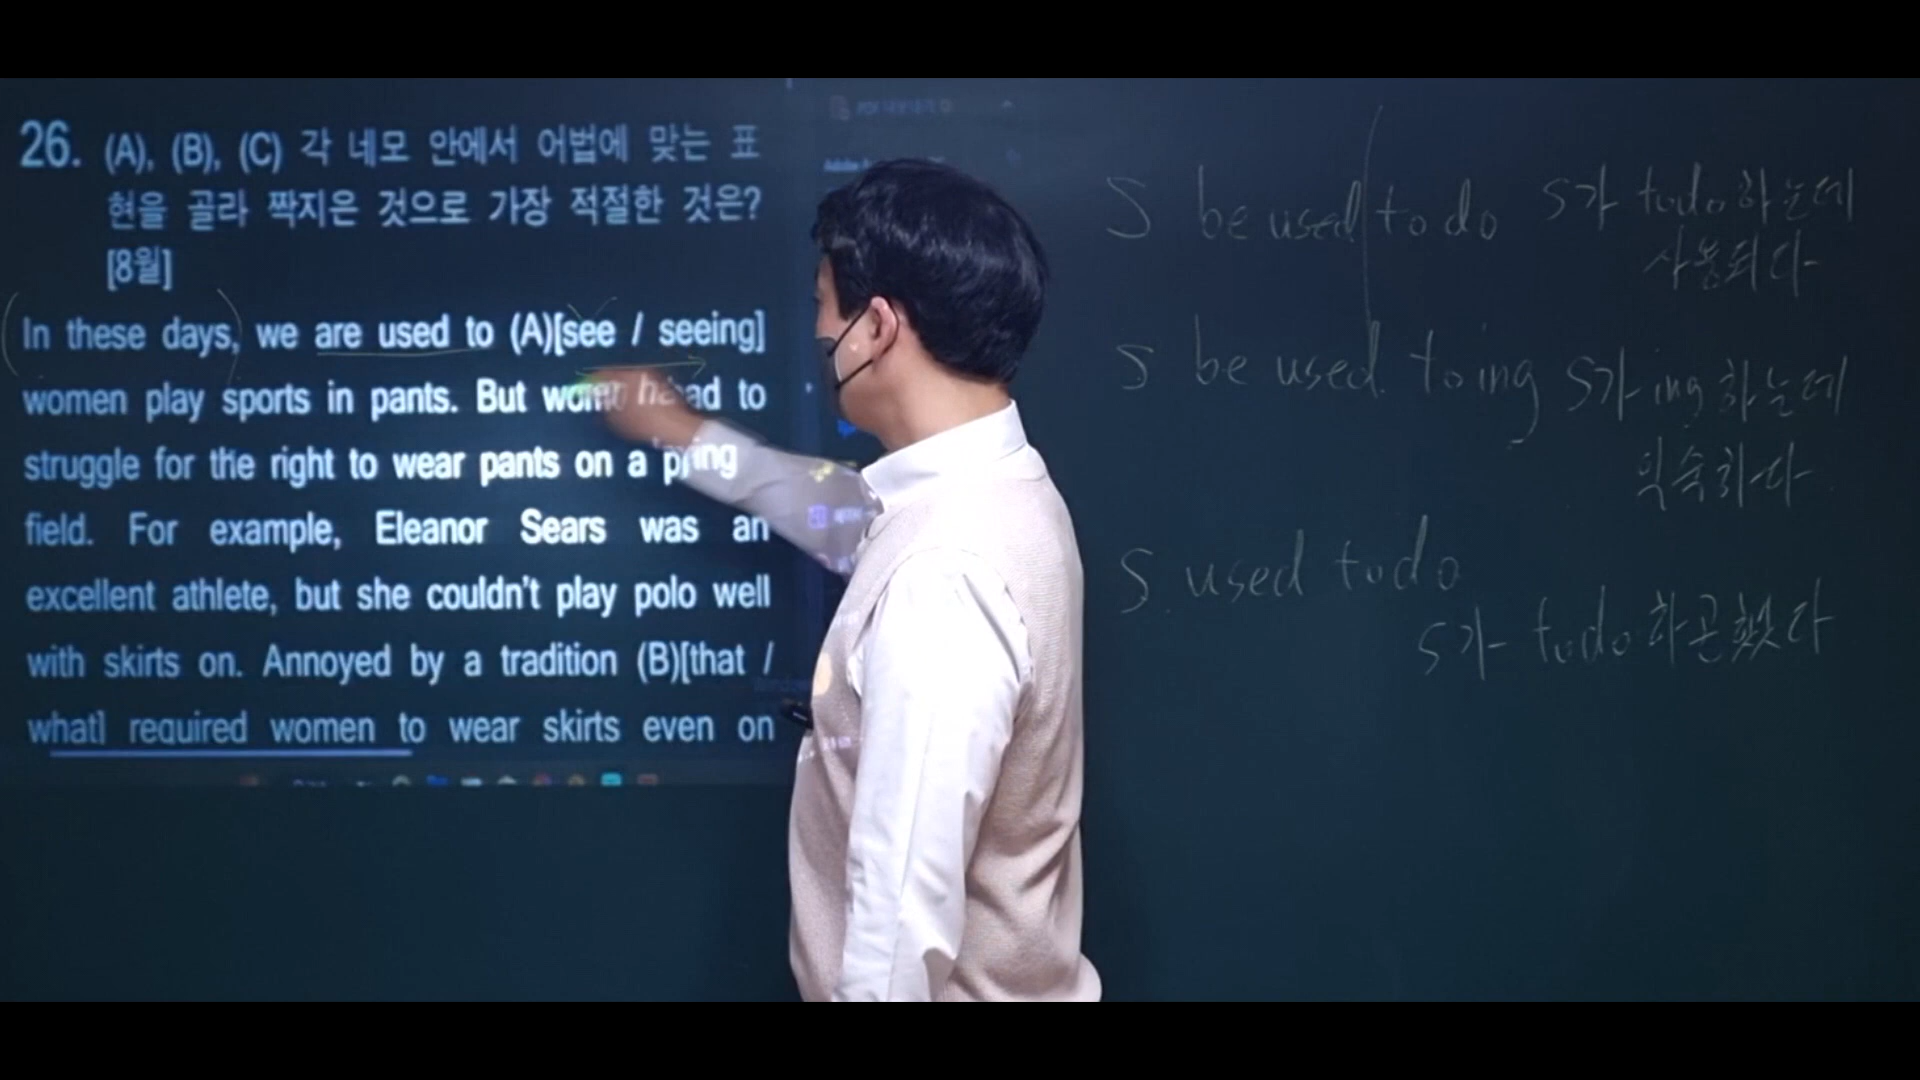 26. (A), (B), (C) 각 네모 안에서 어법에 맞는 표
현을 골라 짝지은 것으로 가장 적절한 것은?
[8월]
In these days, we are used to (A)[see / seeing]
women play sports in pants. But had to
struggle for the right to wear pants on a
field. For example, Eleanor Sears was an
excellent athlete, but she couldn't play polo well
with skirts on. Annoyed by a tradition (B)[that /
what] required women to wear skirts even on
S be used to do S가 to do 하는데
사용되다
S be used to ing S가 ing 하는데
익숙하다
S used to do
S가 to do 하곤 했다